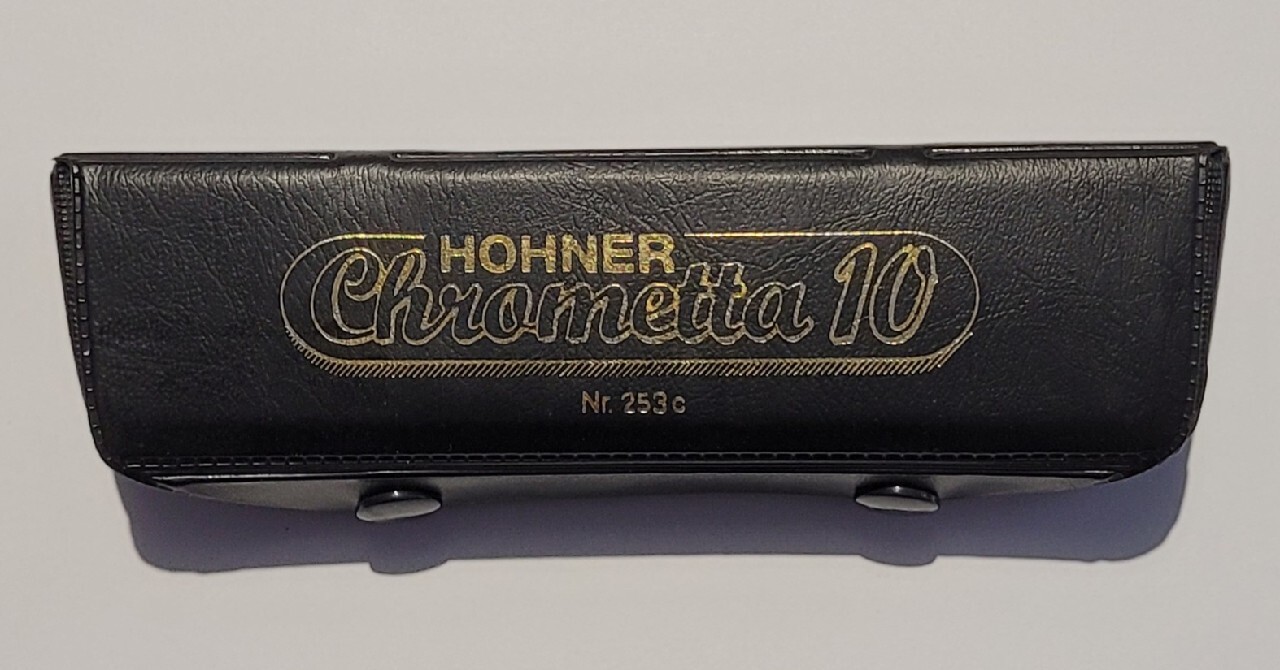 HOHNER
Chrometta 10
Nr. 253c